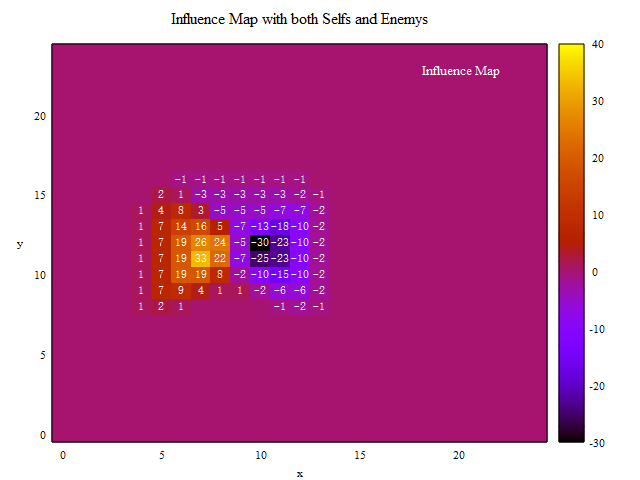 Influence Map with both Selfs and Enemys
40
Influence Map
30
20
20
-1 -1 -1 -1 -1 -1 -1
15 2 1 -3 -3 -3 -3 -3 -2 -1
10
1 4 8 3 -5 -5 -5 -7 -7 -2
1 7 14 16 5 -7 -13 -18 -10 -2
y 1 7 19 26 24 -5 -30 -23 -10 -2
0
1 7 19 33 22 -7 -25 -23 -10 -2
10 1 7 19 19 8 -2 -10 -15 -10 -2
1 7 9 4 1 1 -2 -6 -6 -2
1 2 1 -1 -2 -1
-10
5
-20
0
-30
0 5 10 15 20
x